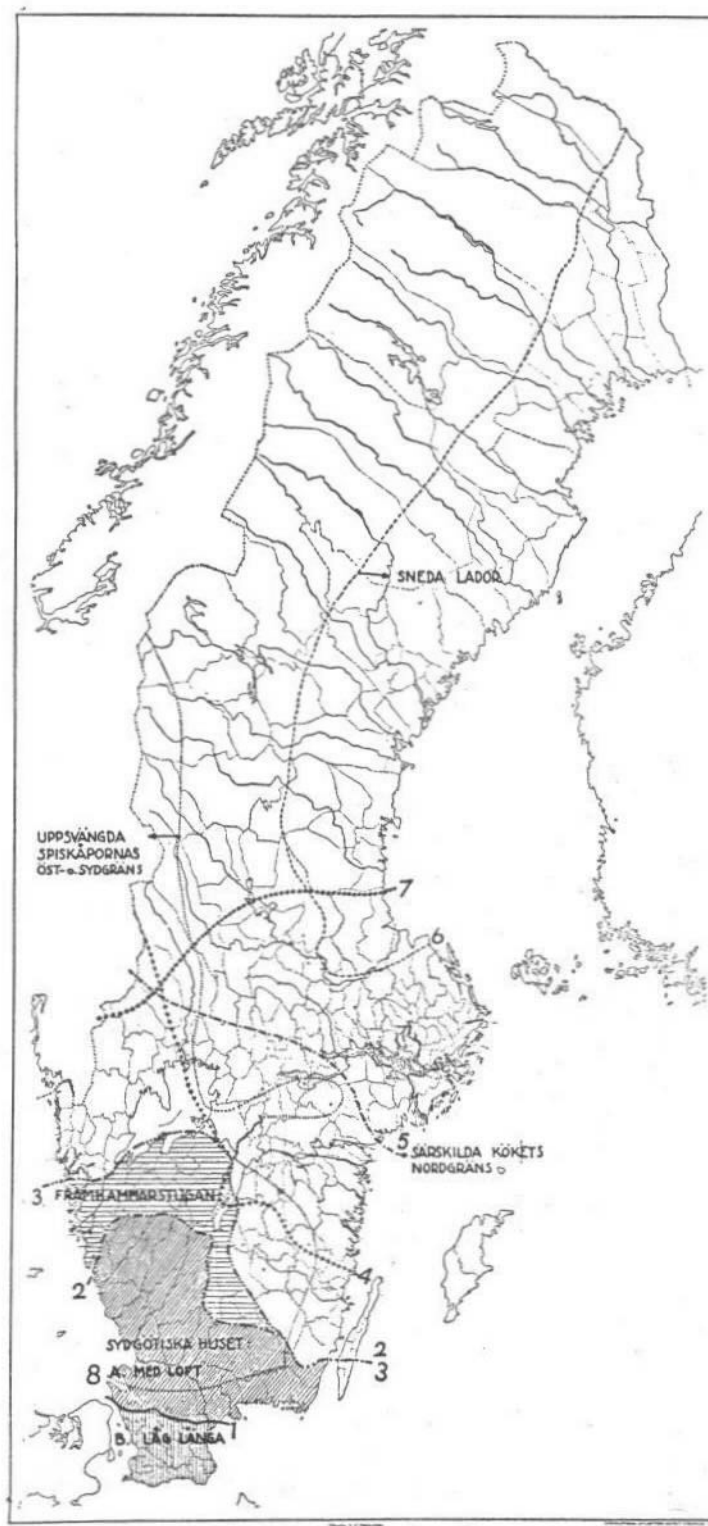 SNEDA LADOR
UPPSVÄNGDA
SPISKÅPORNAS
ÖST- o. SYDGRÄNS
7
6
5
SÄRSKILDA KÖKETS
NORDGRÄNS
3
FRAMKAMMARSTUGAN:
4
2'
SYDGÖTISKA HUSET:
2
8 A. MED LOFT
3
1
B. LÅG LÄNGA